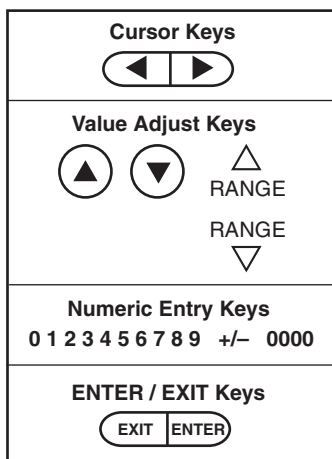 Cursor Keys
Value Adjust Keys
RANGE
RANGE
Numeric Entry Keys
0 1 2 3 4 5 6 7 8 9 +/– 0000
ENTER / EXIT Keys
EXIT ENTER